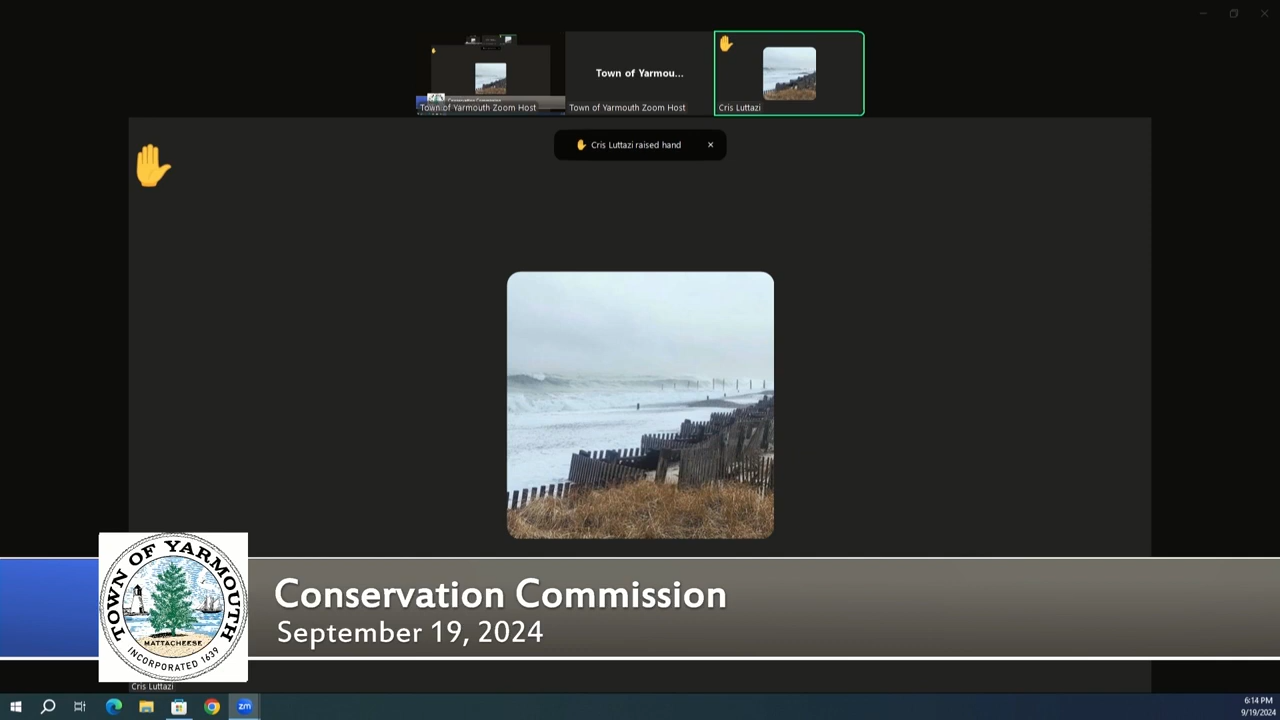 Town of Yarmou...
Town of Yarmouth Zoom Host
Town of Yarmouth Zoom Host
Cris Luttazi
Cris Luttazi raised hand
TOWN OF YARMOUTH
MATTACHEESE
INCORPORATED 1639
Conservation Commission
September 19, 2024
Cris Luttazi
zm
6:14 PM
9/19/2024